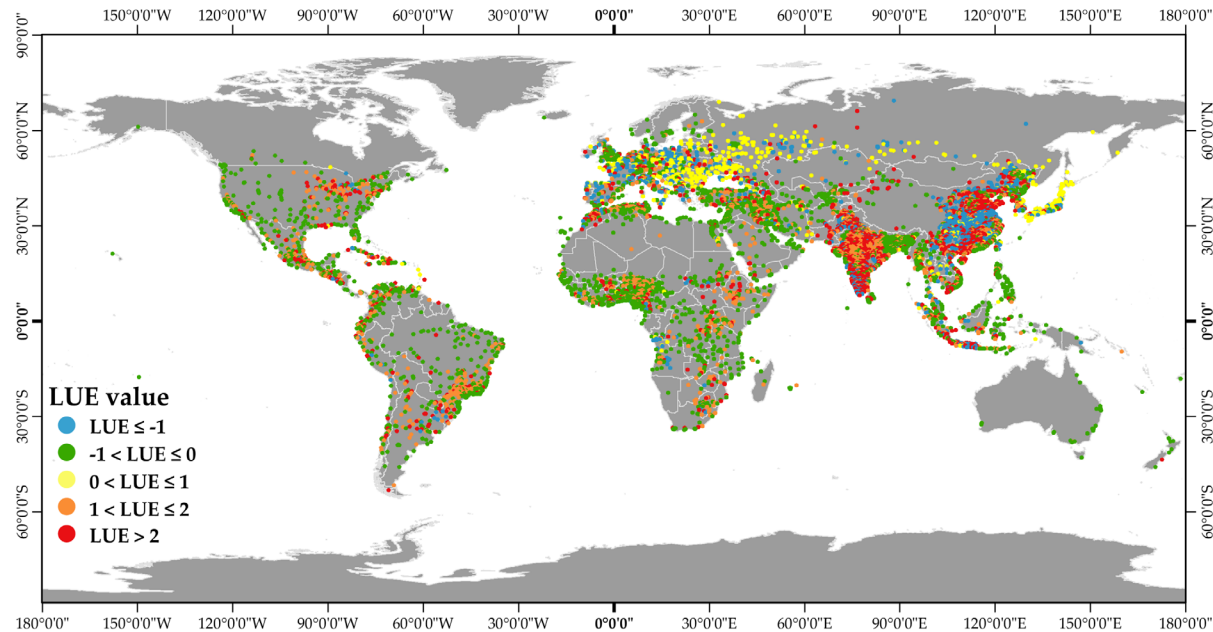 150°0'0"W 120°0'0"W 90°0'0"W 60°0'0"W 30°0'0"W 0°0'0" 30°0'0"E 60°0'0"E 90°0'0"E 120°0'0"E 150°0'0"E 180°0'0"
90°0'0"N
60°0'0"N 60°0'0"N
30°0'0"N 30°0'0"N
0°0'0" 0°0'0"
30°0'0"S 30°0'0"S
60°0'0"S 60°0'0"S
LUE value
LUE ≤ -1
-1 < LUE ≤ 0
0 < LUE ≤ 1
1 < LUE ≤ 2
LUE > 2
180°0'0" 150°0'0"W 120°0'0"W 90°0'0"W 60°0'0"W 30°0'0"W 0°0'0" 30°0'0"E 60°0'0"E 90°0'0"E 120°0'0"E 150°0'0"E 180°0'0"